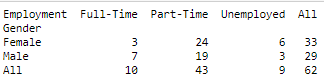 Employment Full-Time Part-Time Unemployed All
Gender
Female 3 24 6 33
Male 7 19 3 29
All 10 43 9 62